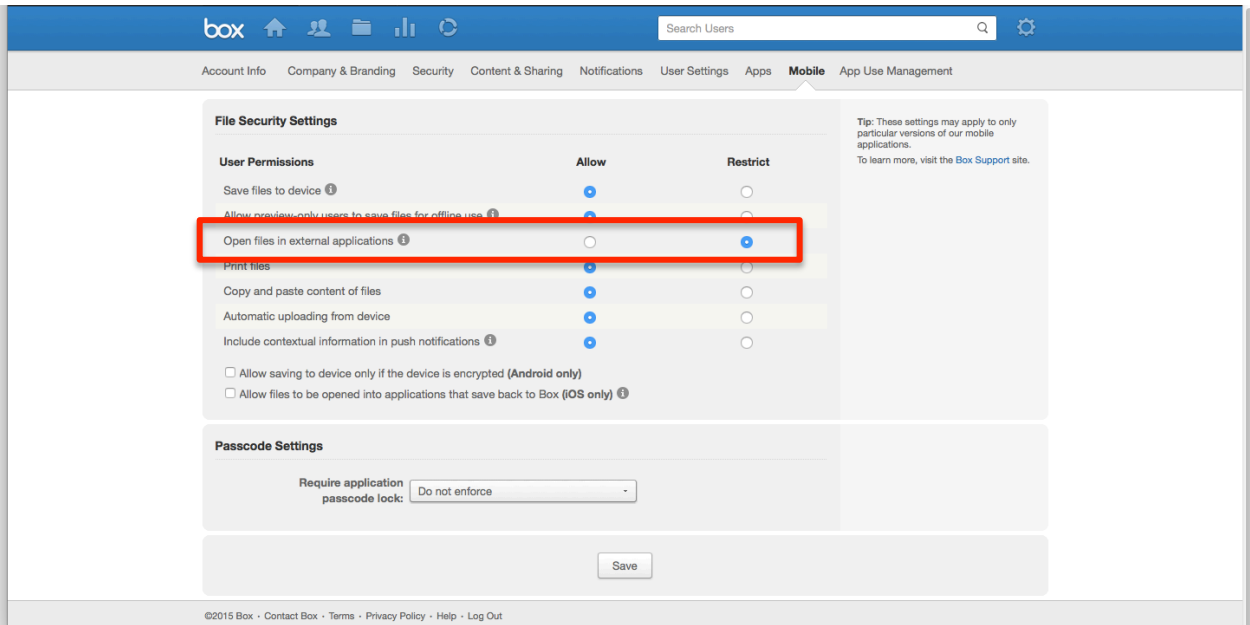 box
Search Users
Account Info Company & Branding Security Content & Sharing Notifications User Settings Apps Mobile App Use Management
File Security Settings
User Permissions Allow Restrict
Save files to device
Allow preview-only users to save files for offline use
Open files in external applications
Print files
Copy and paste content of files
Automatic uploading from device
Include contextual information in push notifications
Allow saving to device only if the device is encrypted (Android only)
Allow files to be opened into applications that save back to Box (iOS only)
Tip: These settings may apply to only
particular versions of our mobile
applications.
To learn more, visit the Box Support site.
Passcode Settings
Require application
passcode lock:
Do not enforce
Save
©2015 Box · Contact Box · Terms · Privacy Policy · Help · Log Out